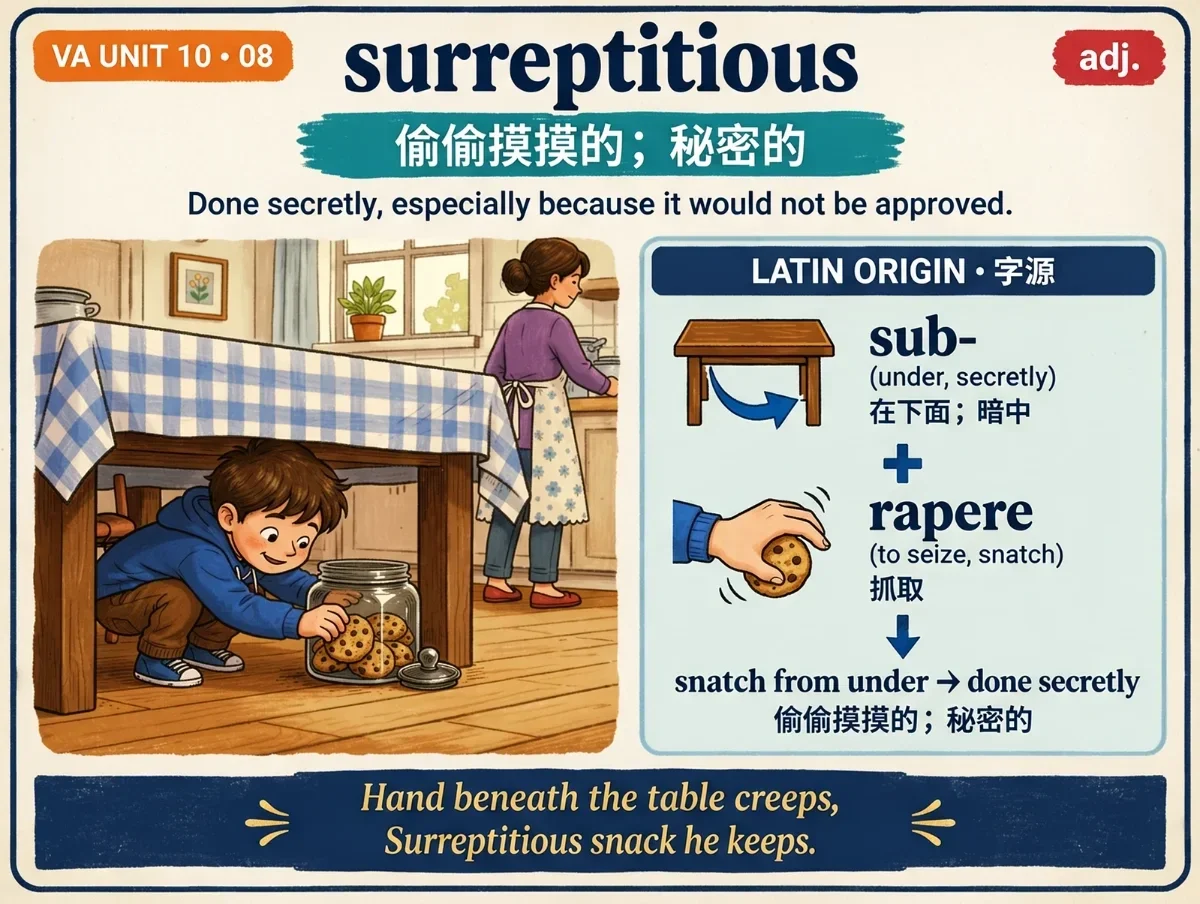 VA UNIT 10 • 08
surreptitious
adj.
偷偷摸摸的；秘密的
Done secretly, especially because it would not be approved.
LATIN ORIGIN • 字源
sub-
(under, secretly)
在下面；暗中
+
rapere
(to seize, snatch)
抓取
snatch from under → done secretly
偷偷摸摸的；秘密的
Hand beneath the table creeps,
Surreptitious snack he keeps.